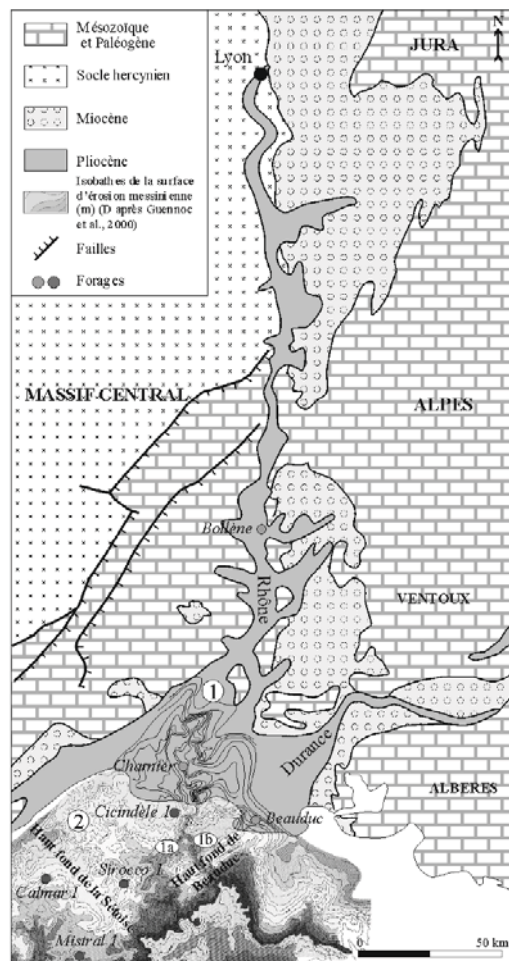 Mésozoïque
et Paléogène
Socle hercynien
Miocène
Pliocène
Isobathes de la surface
d'érosion messinienne
(m) (D après Guennoc
et al., 2000)
Failles
Forages
N
JURA
Lyon
MASSIF CENTRAL
ALPES
Bollène
Rhône
VENTOUX
1
Durance
Charnier
ALBERES
Cicindèle 1
Beauduc
2
1a
1b
Haut fond de la Sétoise
Haut fond de Beauduc
Sirocco 1
Calmar 1
Mistral 1
0
50 km